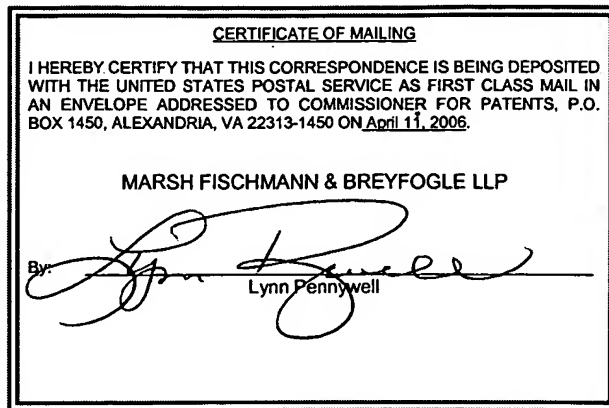 CERTIFICATE OF MAILING
I HEREBY CERTIFY THAT THIS CORRESPONDENCE IS BEING DEPOSITED
WITH THE UNITED STATES POSTAL SERVICE AS FIRST CLASS MAIL IN
AN ENVELOPE ADDRESSED TO COMMISSIONER FOR PATENTS, P.O.
BOX 1450, ALEXANDRIA, VA 22313-1450 ON April 11, 2006.
MARSH FISCHMANN & BREYFOGLE LLP
By: Lynn Pennywell
Lynn Pennywell